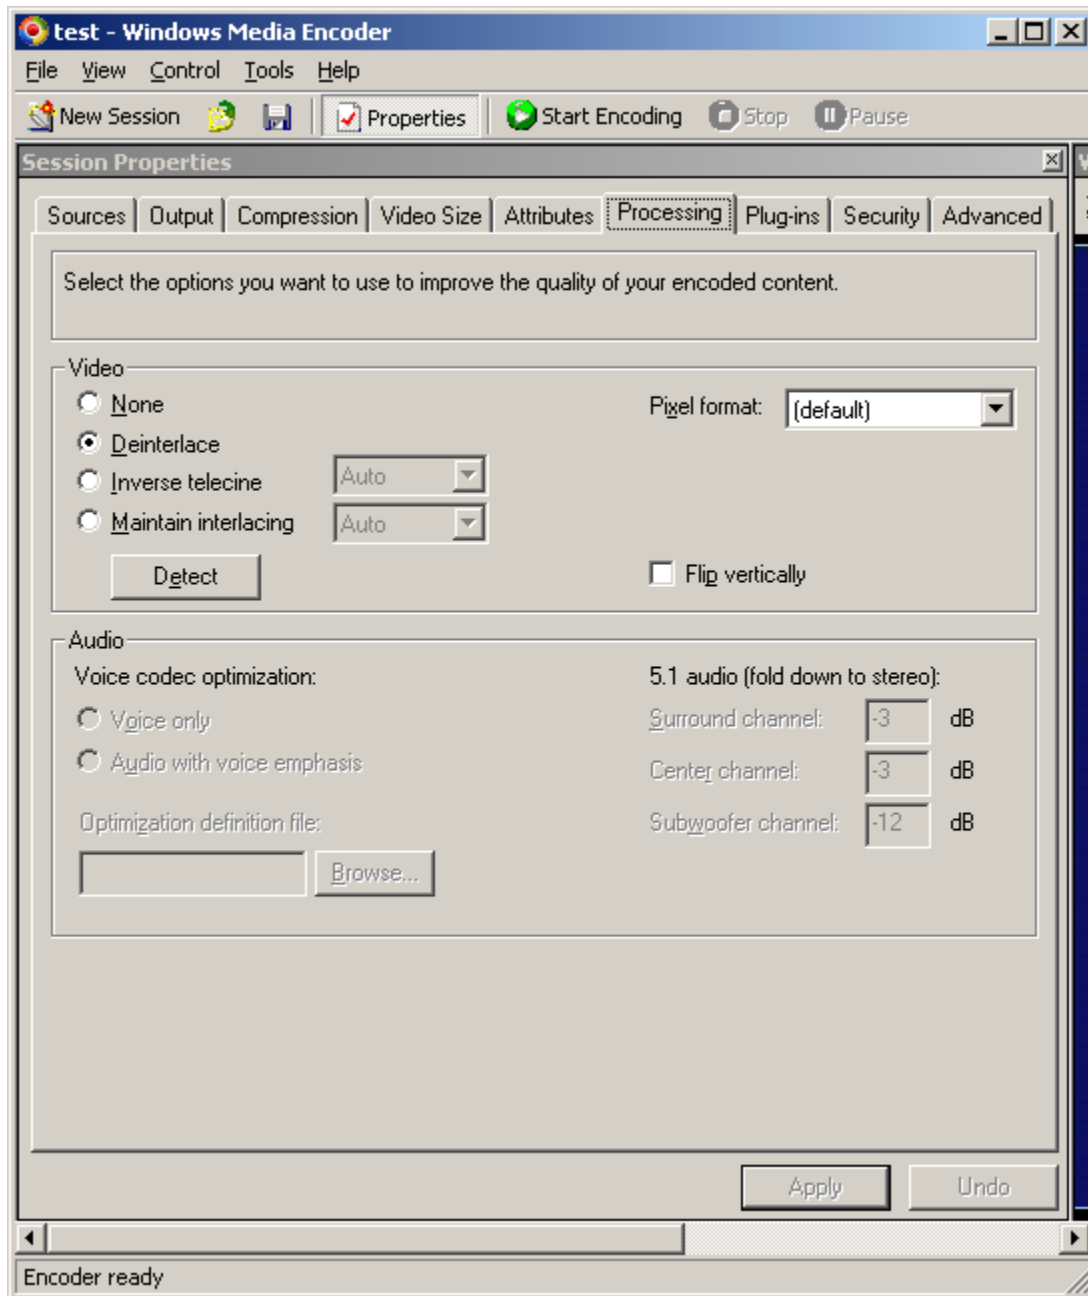 test - Windows Media Encoder
File View Control Tools Help
New Session Properties Start Encoding Stop Pause
Session Properties
Sources Output Compression Video Size Attributes Processing Plug-ins Security Advanced
Select the options you want to use to improve the quality of your encoded content.
Video
None Pixel format: (default)
Deinterlace
Inverse telecine Auto
Maintain interlacing Auto
Detect Flip vertically
Audio
Voice codec optimization: 5.1 audio (fold down to stereo):
Voice only Surround channel: -3 dB
Audio with voice emphasis Center channel: -3 dB
Optimization definition file: Subwoofer channel: -12 dB
Browse...
Apply Undo
Encoder ready